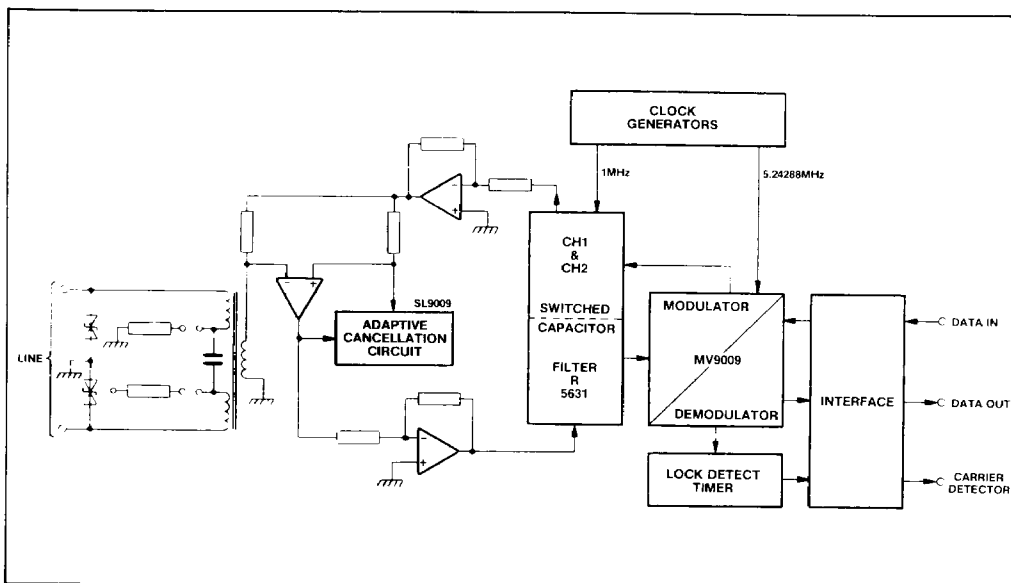 CLOCK
GENERATORS
1MHz
5.24288MHz
CH1
&
CH2
SWITCHED
CAPACITOR
FILTER
R
5631
SL9009
ADAPTIVE
CANCELLATION
CIRCUIT
LINE
MODULATOR
MV9009
DEMODULATOR
LOCK DETECT
TIMER
INTERFACE
DATA IN
DATA OUT
CARRIER
DETECTOR